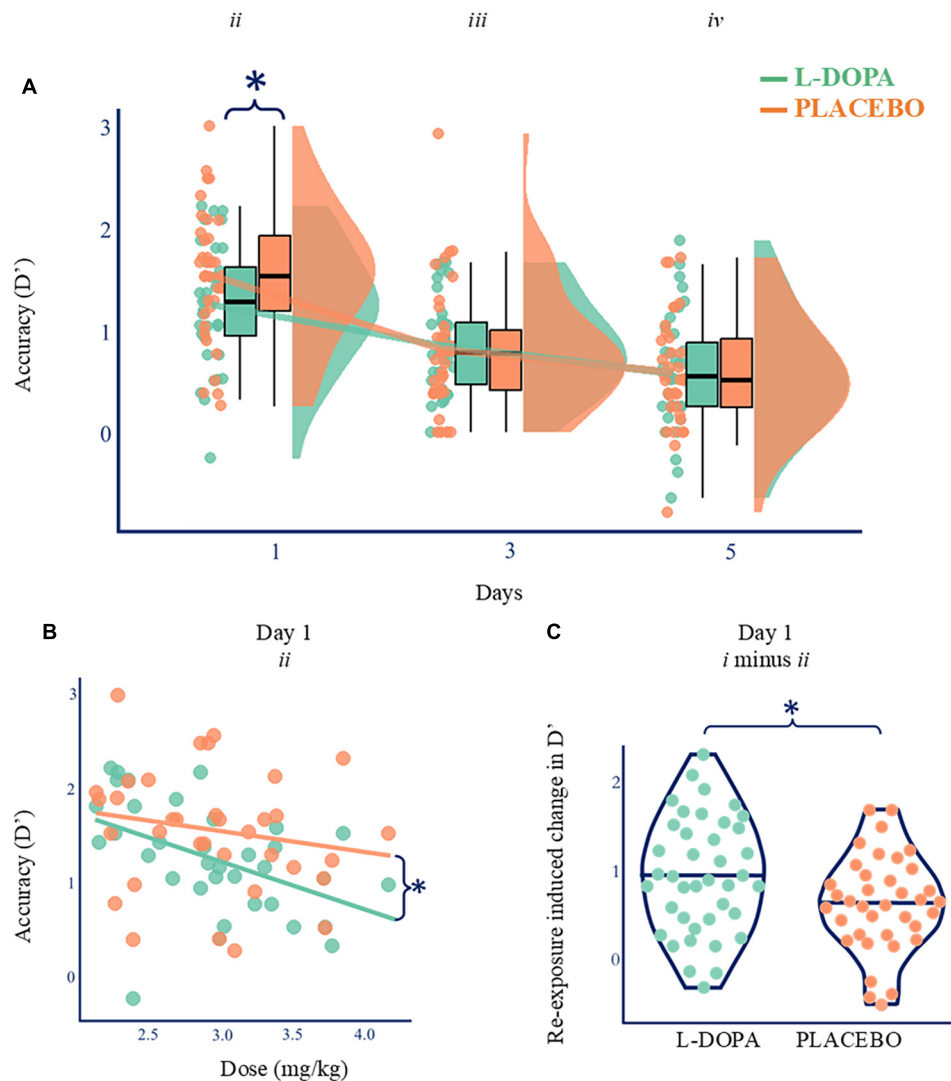 ii iii iv
A
L-DOPA
PLACEBO
*
3
2
1
0
Accuracy (D’)
1 3 5
Days
B
Day 1
ii
3
2
1
0
Accuracy (D’)
*
2.5 3.0 3.5 4.0
Dose (mg/kg)
C
Day 1
i minus ii
*
2
1
0
Re-exposure induced change in D’
L-DOPA PLACEBO